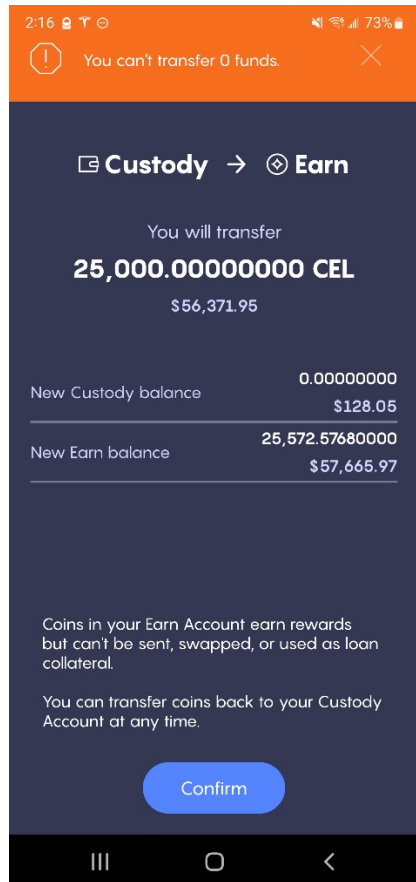 2:16 73%
You can't transfer 0 funds.
Custody → Earn
You will transfer
25,000.00000000 CEL
$56,371.95
New Custody balance 0.00000000
$128.05
New Earn balance 25,572.57680000
$57,665.97
Coins in your Earn Account earn rewards
but can't be sent, swapped, or used as loan
collateral.
You can transfer coins back to your Custody
Account at any time.
Confirm